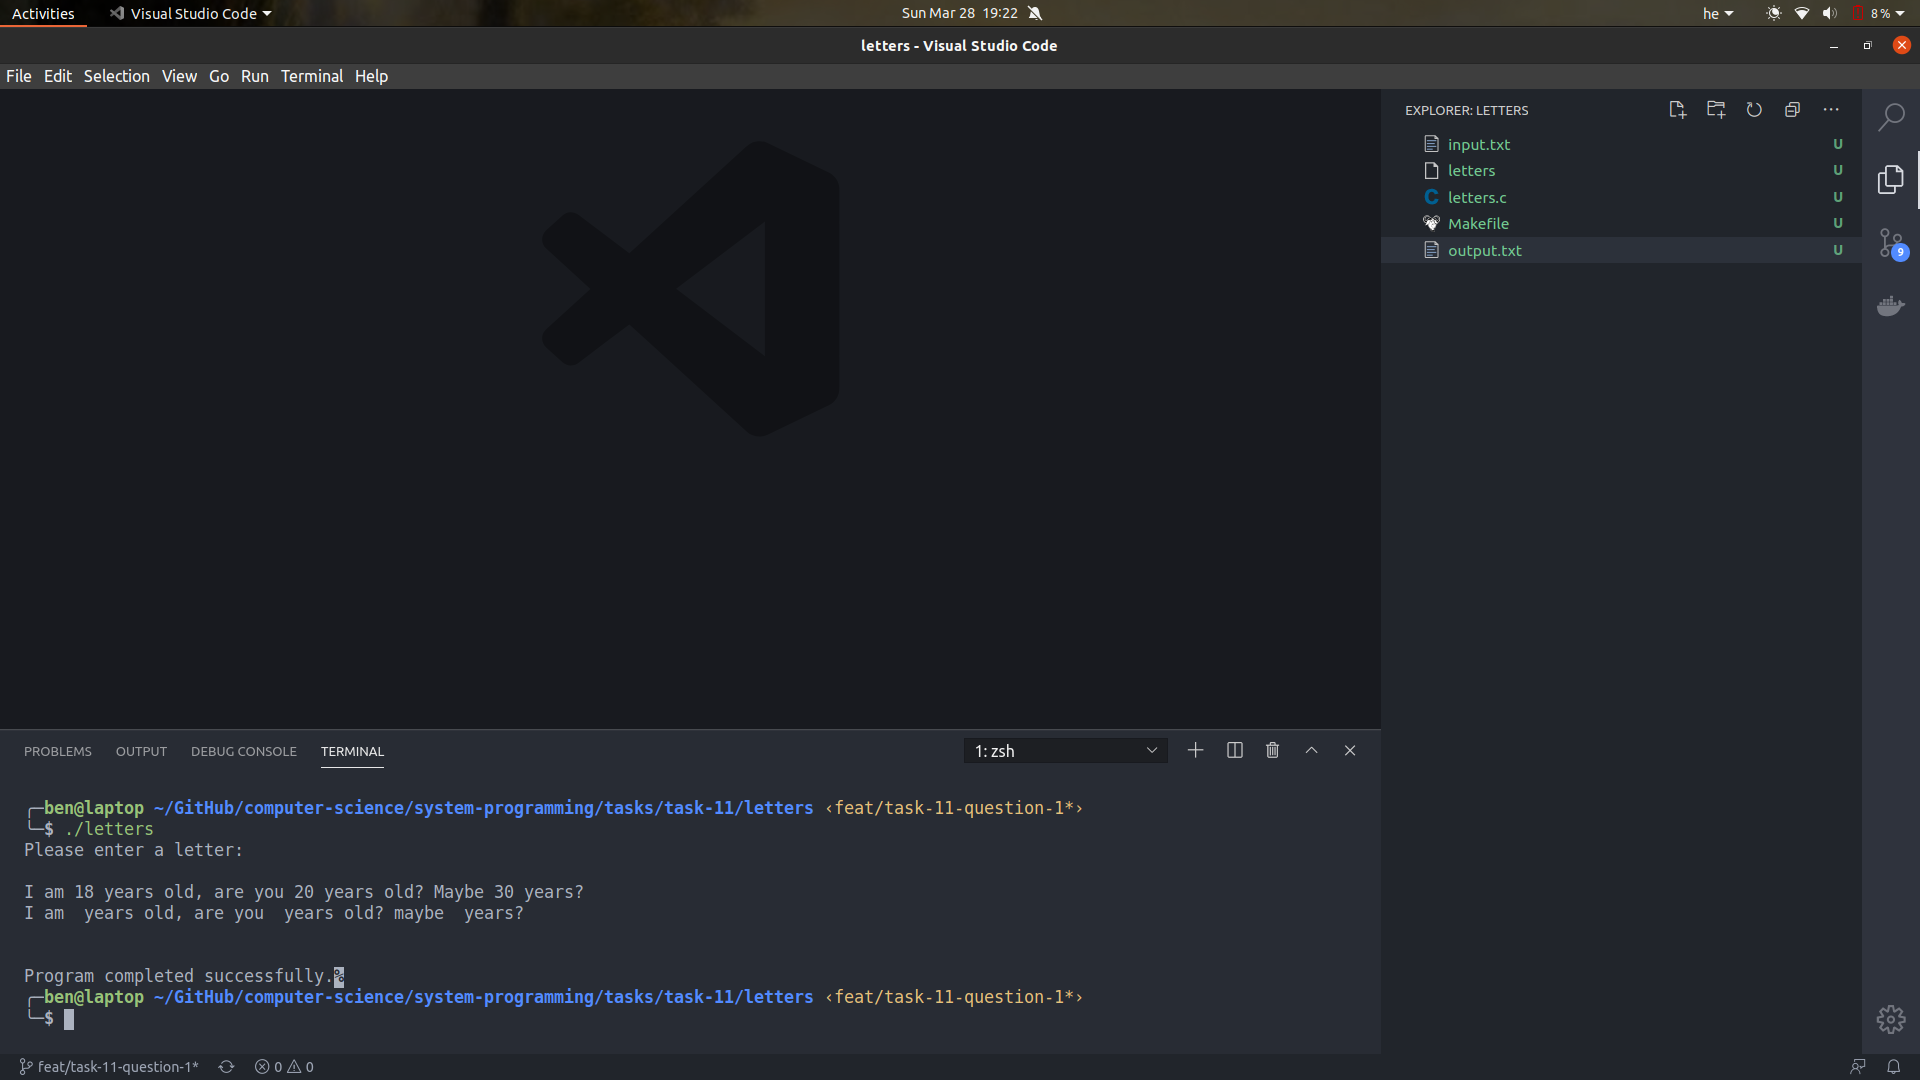 Activities Visual Studio Code Sun Mar 28 19:22 he 8 %
letters - Visual Studio Code
File Edit Selection View Go Run Terminal Help
EXPLORER: LETTERS
input.txt U
letters U
C letters.c U
Makefile U
output.txt U
9
PROBLEMS OUTPUT DEBUG CONSOLE TERMINAL 1: zsh
╭─ben@laptop ~/GitHub/computer-science/system-programming/tasks/task-11/letters ‹feat/task-11-question-1*›
╰─$ ./letters
Please enter a letter:
I am 18 years old, are you 20 years old? Maybe 30 years?
I am  years old, are you  years old? maybe  years?
Program completed successfully.%
╭─ben@laptop ~/GitHub/computer-science/system-programming/tasks/task-11/letters ‹feat/task-11-question-1*›
╰─$
feat/task-11-question-1* 0 0